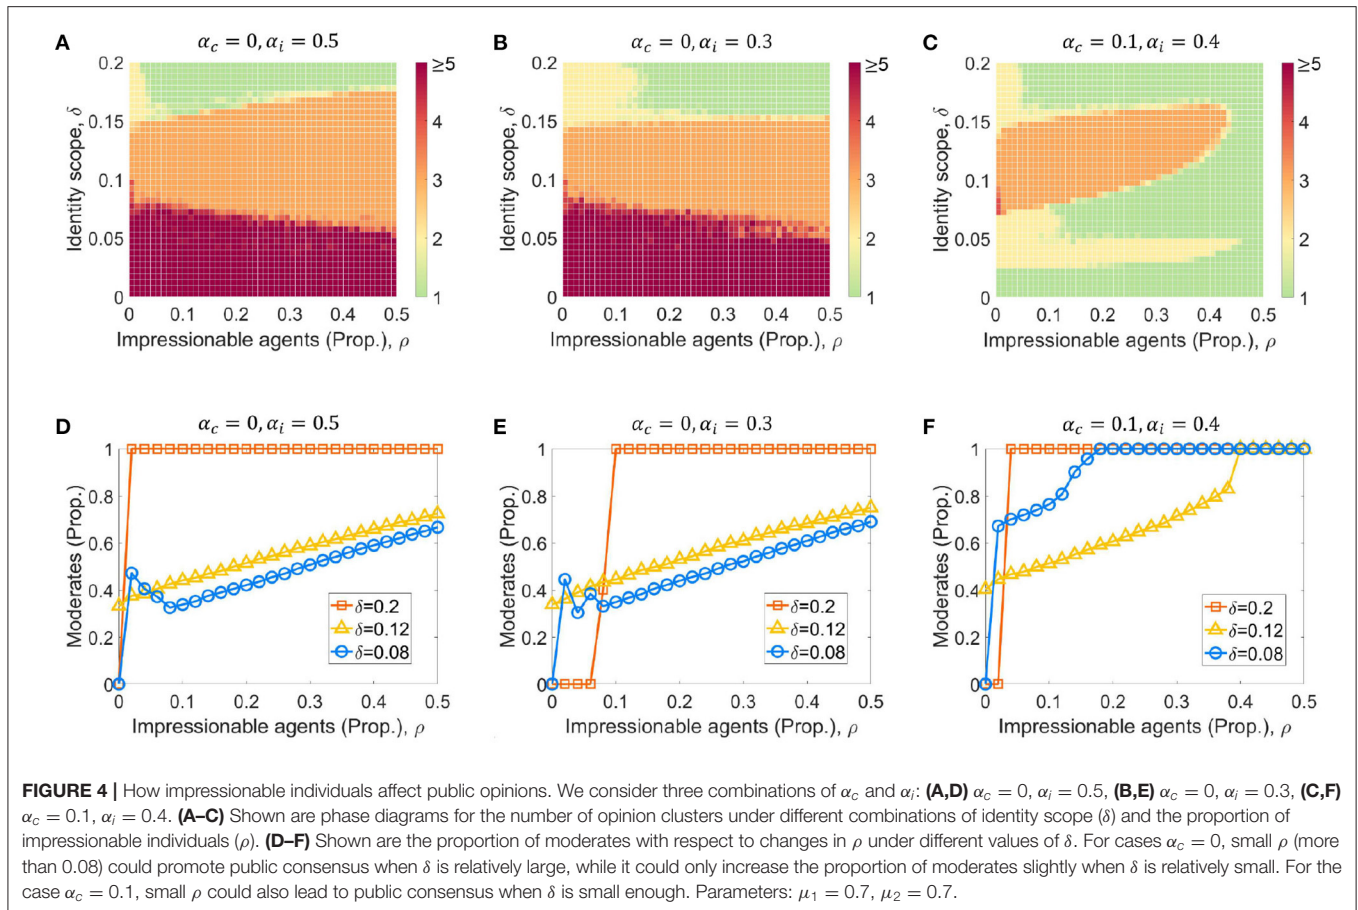 A
α_c = 0, α_i = 0.5
Identity scope, δ
0.2
0.15
0.1
0.05
0
0 0.1 0.2 0.3 0.4 0.5
Impressionable agents (Prop.), ρ
≥5
4
3
2
1
B
α_c = 0, α_i = 0.3
Identity scope, δ
0.2
0.15
0.1
0.05
0
0 0.1 0.2 0.3 0.4 0.5
Impressionable agents (Prop.), ρ
≥5
4
3
2
1
C
α_c = 0.1, α_i = 0.4
Identity scope, δ
0.2
0.15
0.1
0.05
0
0 0.1 0.2 0.3 0.4 0.5
Impressionable agents (Prop.), ρ
≥5
4
3
2
1
D
α_c = 0, α_i = 0.5
Moderates (Prop.)
1
0.8
0.6
0.4
0.2
0
δ=0.2
δ=0.12
δ=0.08
0 0.1 0.2 0.3 0.4 0.5
Impressionable agents (Prop.), ρ
E
α_c = 0, α_i = 0.3
Moderates (Prop.)
1
0.8
0.6
0.4
0.2
0
δ=0.2
δ=0.12
δ=0.08
0 0.1 0.2 0.3 0.4 0.5
Impressionable agents (Prop.), ρ
F
α_c = 0.1, α_i = 0.4
Moderates (Prop.)
1
0.8
0.6
0.4
0.2
0
δ=0.2
δ=0.12
δ=0.08
0 0.1 0.2 0.3 0.4 0.5
Impressionable agents (Prop.), ρ
FIGURE 4 | How impressionable individuals affect public opinions. We consider three combinations of α_c and α_i: (A,D) α_c = 0, α_i = 0.5, (B,E) α_c = 0, α_i = 0.3, (C,F)
α_c = 0.1, α_i = 0.4. (A–C) Shown are phase diagrams for the number of opinion clusters under different combinations of identity scope (δ) and the proportion of
impressionable individuals (ρ). (D–F) Shown are the proportion of moderates with respect to changes in ρ under different values of δ. For cases α_c = 0, small ρ (more
than 0.08) could promote public consensus when δ is relatively large, while it could only increase the proportion of moderates slightly when δ is relatively small. For the
case α_c = 0.1, small ρ could also lead to public consensus when δ is small enough. Parameters: μ₁ = 0.7, μ₂ = 0.7.